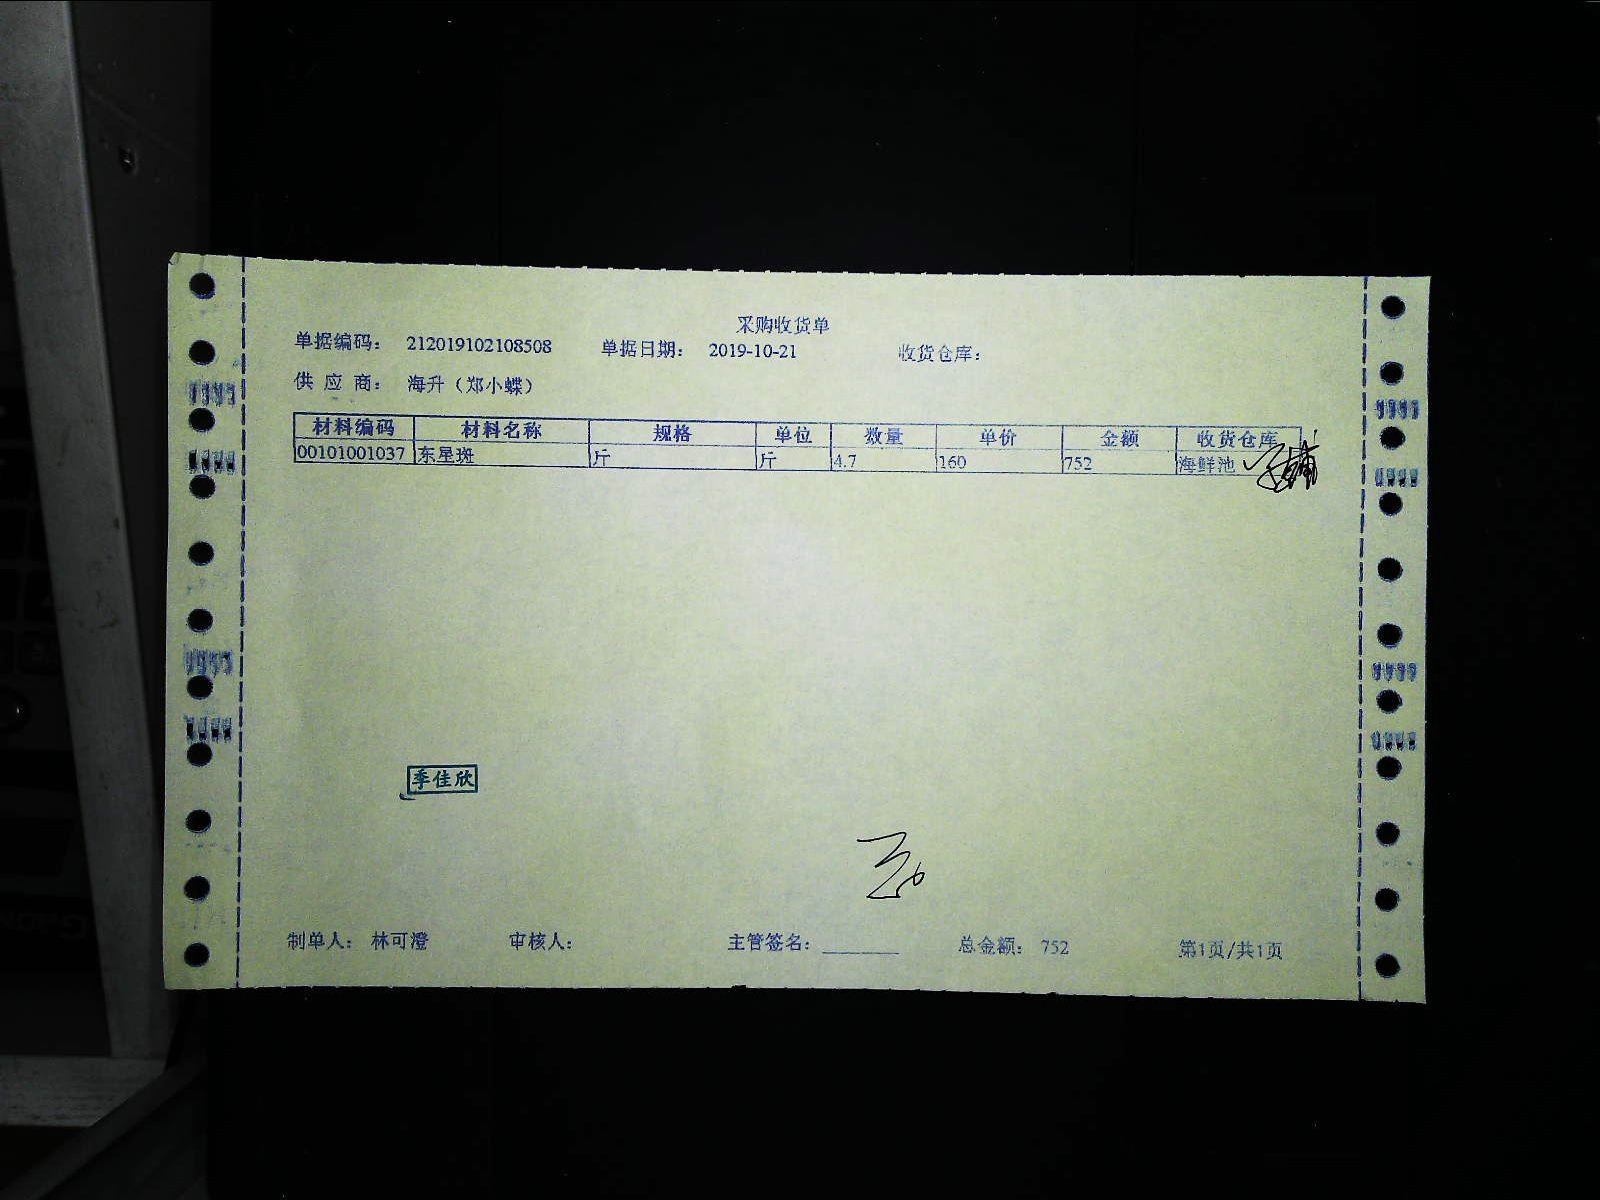 采购收货单
单据编码： 212019102108508 单据日期： 2019-10-21 收货仓库：
供 应 商： 海升（郑小蝶）
材料编码 材料名称 规格 单位 数量 单价 金额 收货仓库
00101001037 东星斑 斤 斤 4.7 160 752 海鲜池
季佳欣
制单人： 林可澄 审核人： 主管签名： 总金额： 752 第1页/共1页